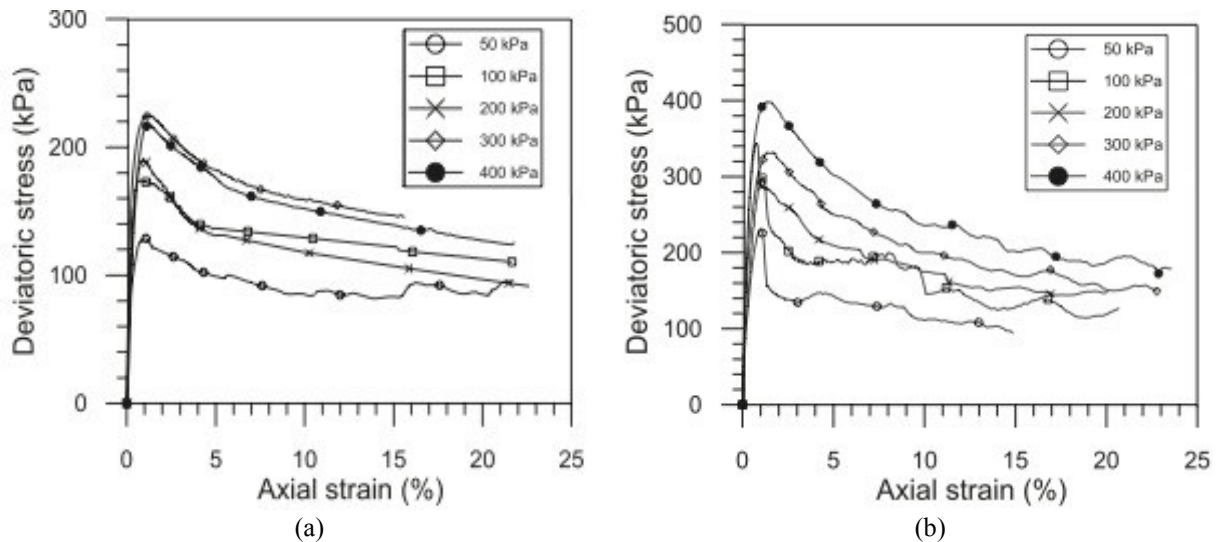 300
200
100
0
Deviatoric stress (kPa)
50 kPa
100 kPa
200 kPa
300 kPa
400 kPa
0 5 10 15 20 25
Axial strain (%)
(a)
500
400
300
200
100
0
Deviatoric stress (kPa)
50 kPa
100 kPa
200 kPa
300 kPa
400 kPa
0 5 10 15 20 25
Axial strain (%)
(b)